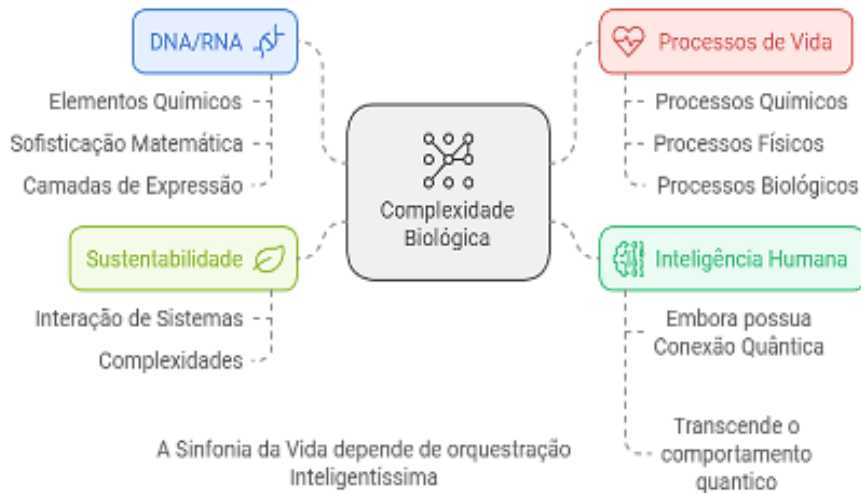 DNA/RNA
Elementos Químicos
Sofisticação Matemática
Camadas de Expressão
Sustentabilidade
Interação de Sistemas
Complexidades
Complexidade
Biológica
Processos de Vida
Processos Químicos
Processos Físicos
Processos Biológicos
Inteligência Humana
Embora possua
Conexão Quântica
Transcende o
comportamento
quantico
A Sinfonia da Vida depende de orquestração
Inteligentíssima